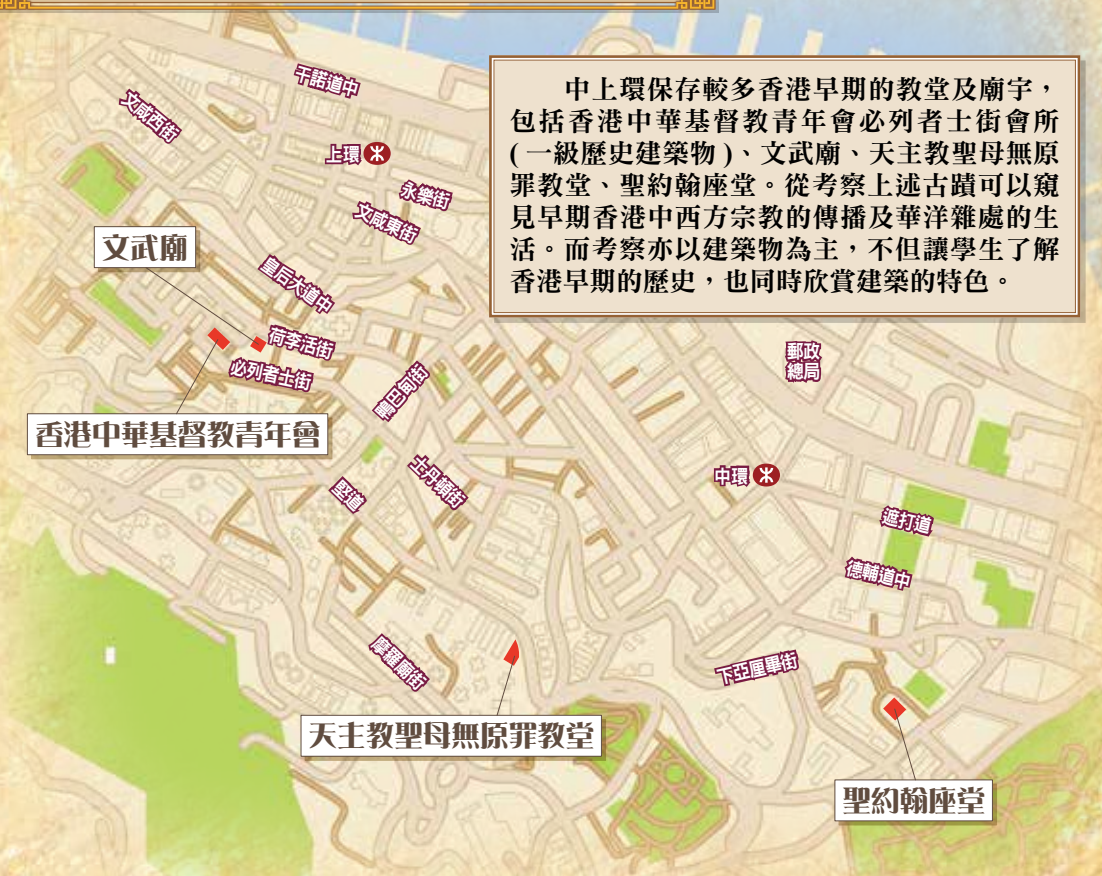 干諾道中
文咸西街
上環
永樂街
文咸東街
中上環保存較多香港早期的教堂及廟宇，
包括香港中華基督教青年會必列者士街會所
(一級歷史建築物)、文武廟、天主教聖母無原
罪教堂、聖約翰座堂。從考察上述古蹟可以窺
見早期香港中西方宗教的傳播及華洋雜處的生
活。而考察亦以建築物為主，不但讓學生了解
香港早期的歷史，也同時欣賞建築的特色。
文武廟
皇后大道中
荷李活街
必列者士街
鴨巴甸街
郵政
總局
香港中華基督教青年會
士丹頓街
堅道
中環
遮打道
德輔道中
摩羅廟街
下亞厘畢街
天主教聖母無原罪教堂
聖約翰座堂